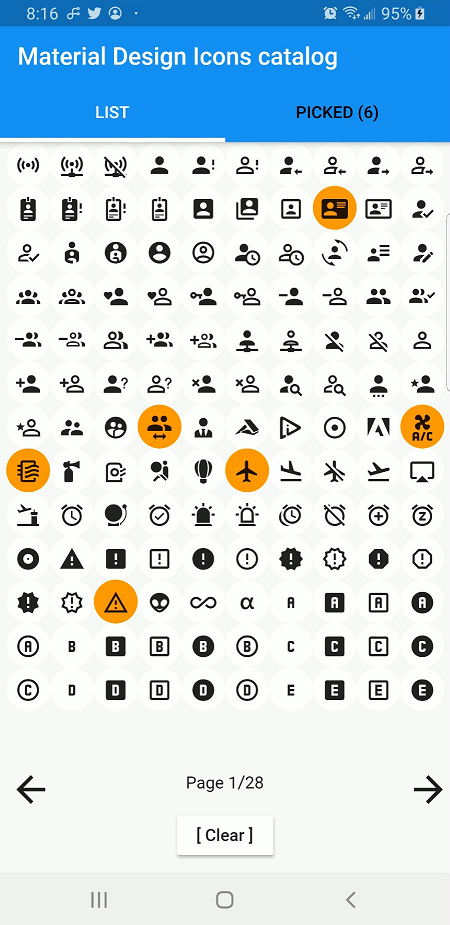 8:16 95%
Material Design Icons catalog
LIST PICKED (6)
A/C
Z
α A A A A
A B B B B B C C C C
C D D D D D E E E E
Page 1/28
[ Clear ]